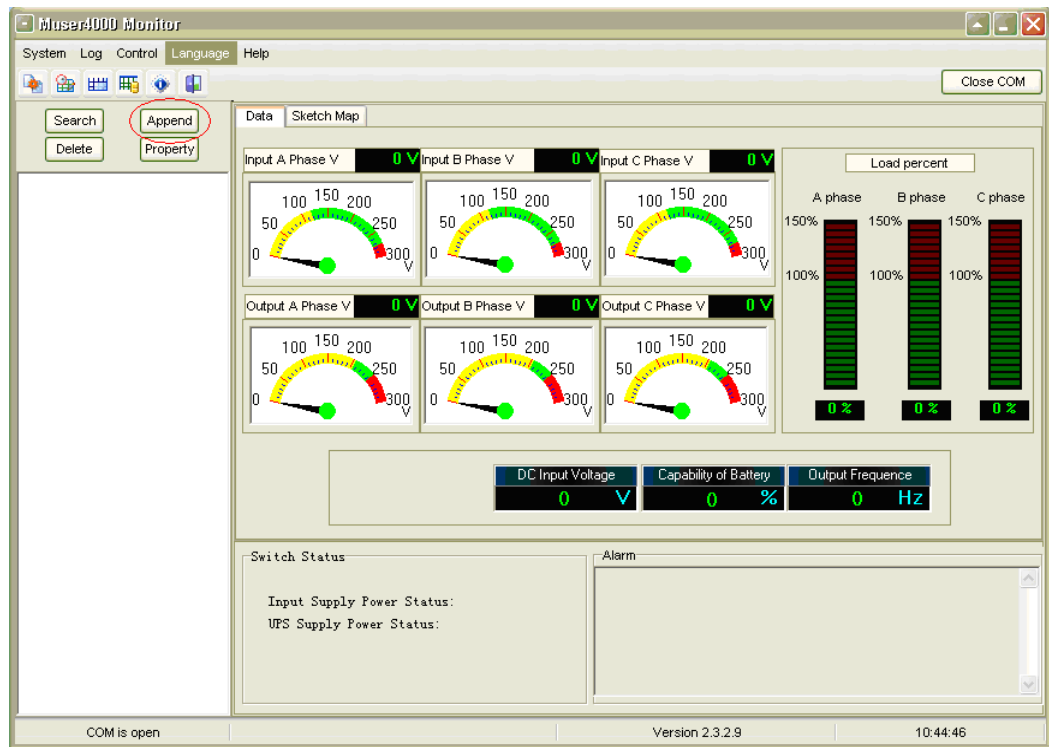 Muser4000 Monitor
System Log Control Language Help
Close COM
Search Append
Delete Property
Data Sketch Map
Input A Phase V 0 V Input B Phase V 0 V Input C Phase V 0 V
0 50 100 150 200 250 300 V
0 50 100 150 200 250 300 V
0 50 100 150 200 250 300 V
Output A Phase V 0 V Output B Phase V 0 V Output C Phase V 0 V
0 50 100 150 200 250 300 V
0 50 100 150 200 250 300 V
0 50 100 150 200 250 300 V
Load percent
A phase B phase C phase
150% 150% 150%
100% 100% 100%
0 % 0 % 0 %
DC Input Voltage Capability of Battery Output Frequence
0 V 0 % 0 Hz
Switch Status
Input Supply Power Status:
UPS Supply Power Status:
Alarm
COM is open Version 2.3.2.9 10:44:46